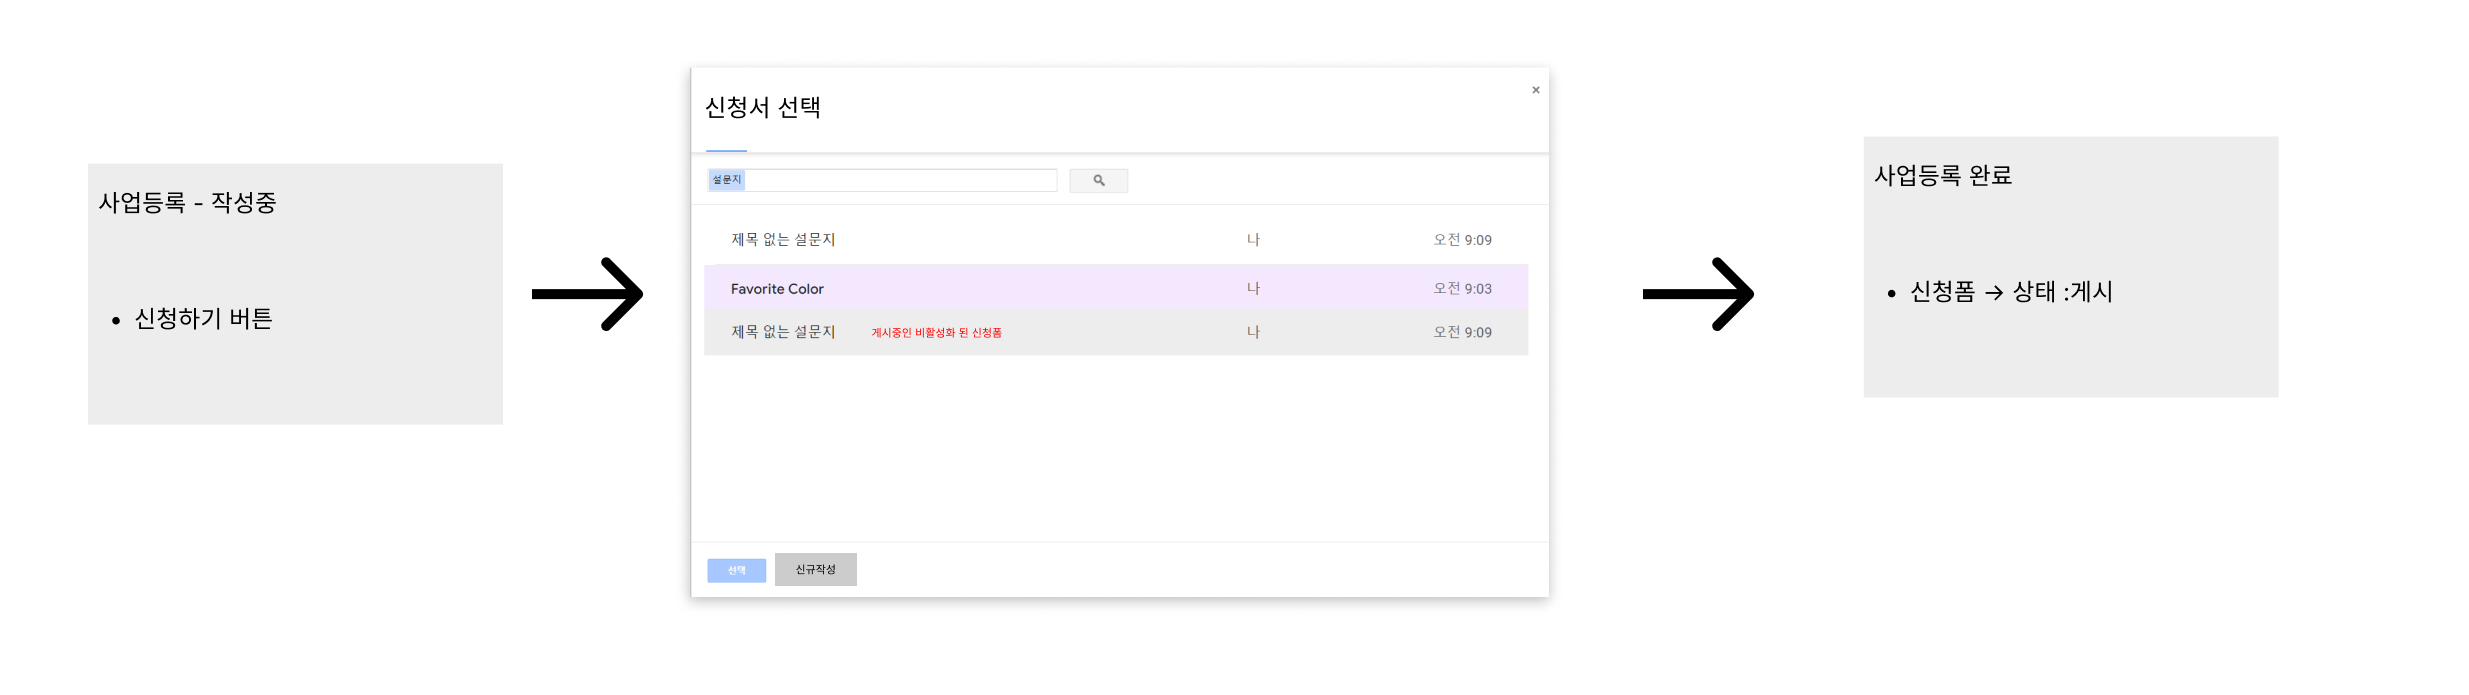 사업등록 - 작성중
• 신청하기 버튼
신청서 선택
×
설문지
제목 없는 설문지 나 오전 9:09
Favorite Color 나 오전 9:03
제목 없는 설문지 게시중인 비활성화 된 신청폼 나 오전 9:09
선택 신규작성
사업등록 완료
• 신청폼 → 상태 :게시